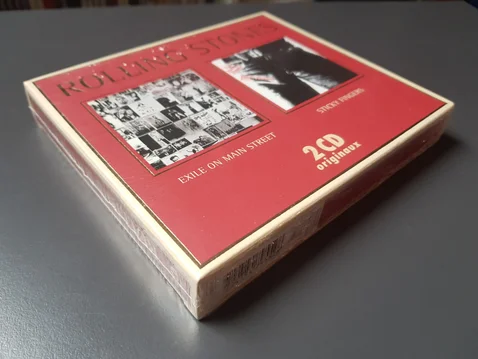 ROLLING STONES
EXILE ON MAIN STREET
STICKY FINGERS
2CD
originaux